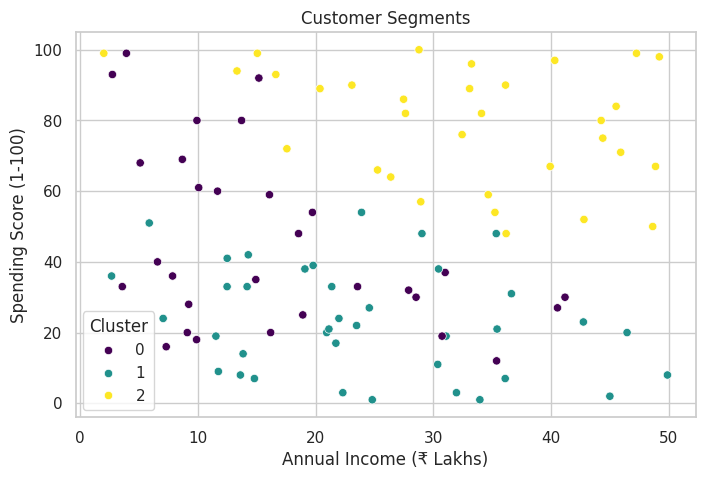 Customer Segments
100
80
60
40
20
0
Spending Score (1-100)
Cluster
0
1
2
0 10 20 30 40 50
Annual Income (₹ Lakhs)